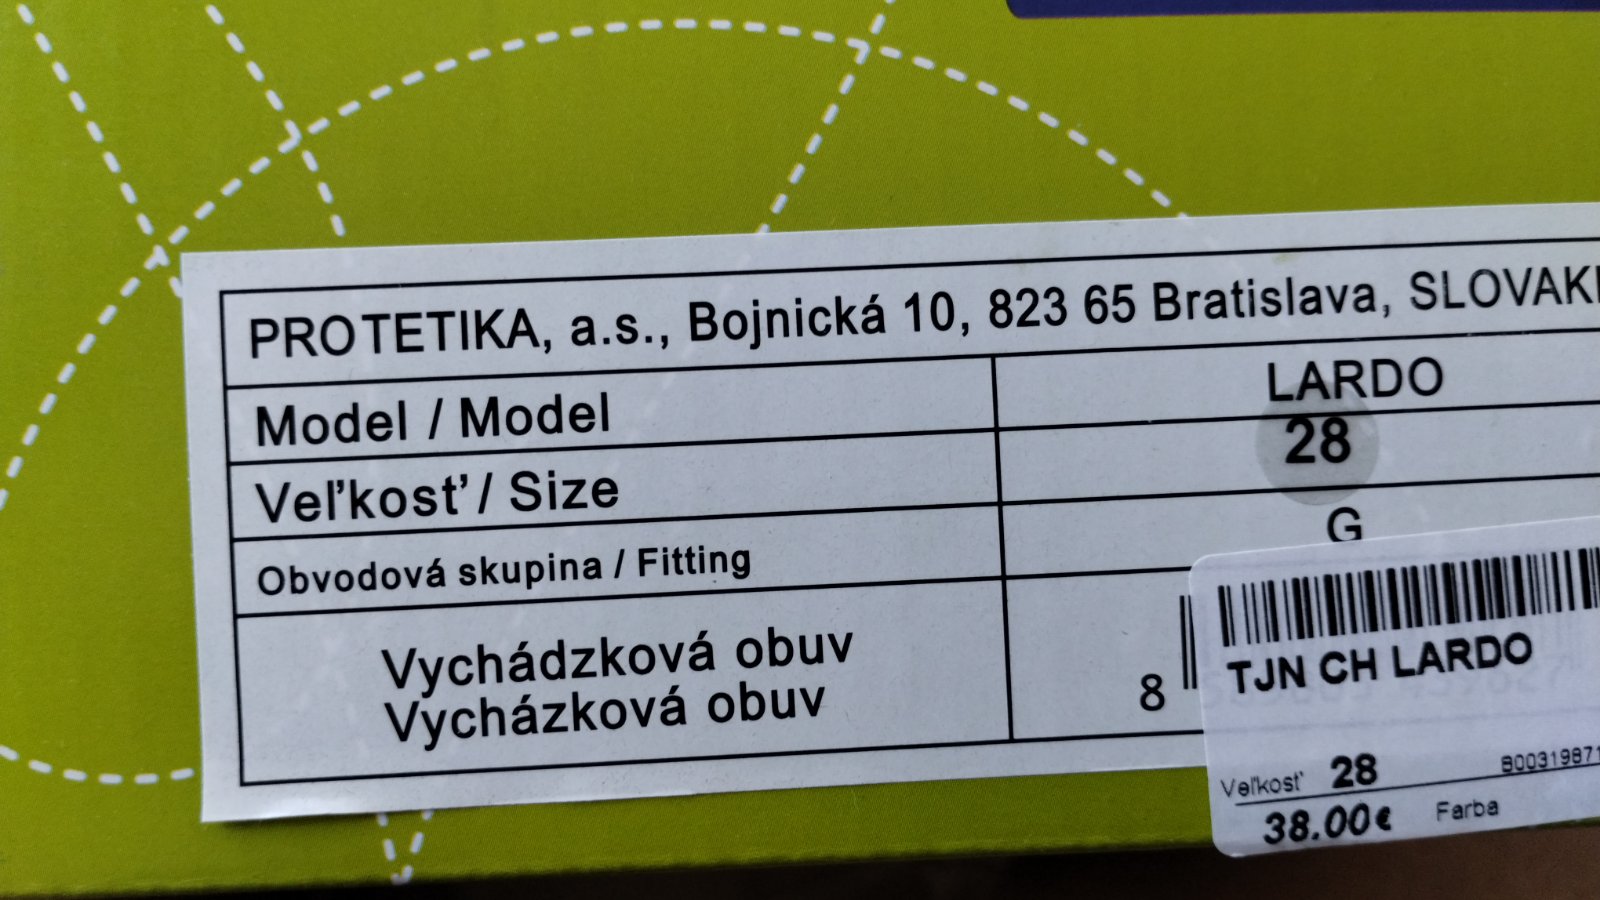 PROTETIKA, a.s., Bojnická 10, 823 65 Bratislava,
Model / Model
LARDO
Veľkosť / Size
28
Obvodová skupina / Fitting
G
Vychádzková obuv
Vycházková obuv
8
TJN CH LARDO
Veľkosť 28
38.00€
Farba